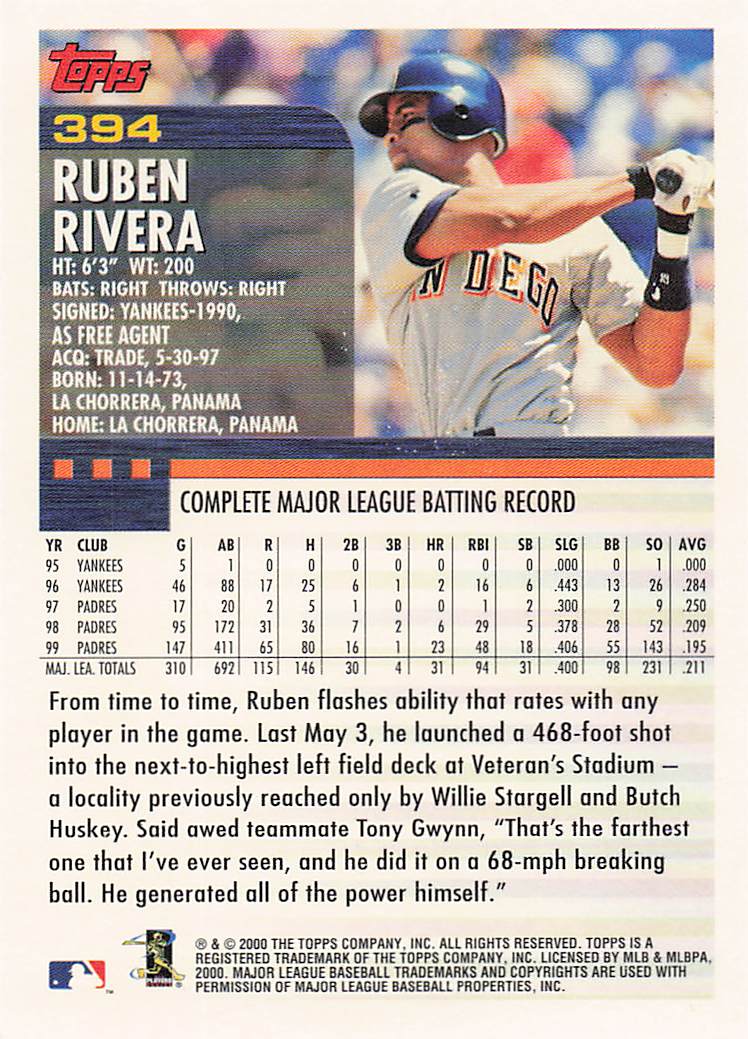 Topps
394
RUBEN
RIVERA
HT: 6'3" WT: 200
BATS: RIGHT THROWS: RIGHT
SIGNED: YANKEES-1990,
AS FREE AGENT
ACQ: TRADE, 5-30-97
BORN: 11-14-73,
LA CHORRERA, PANAMA
HOME: LA CHORRERA, PANAMA
N DIEGO
COMPLETE MAJOR LEAGUE BATTING RECORD
YR CLUB G AB R H 2B 3B HR RBI SB SLG BB SO AVG
95 YANKEES 5 1 0 0 0 0 0 0 0 .000 0 1 .000
96 YANKEES 46 88 17 25 6 1 2 16 6 .443 13 26 .284
97 PADRES 17 20 2 5 1 0 0 1 2 .300 2 9 .250
98 PADRES 95 172 31 36 7 2 6 29 5 .378 28 52 .209
99 PADRES 147 411 65 80 16 1 23 48 18 .406 55 143 .195
MAJ. LEA. TOTALS 310 692 115 146 30 4 31 94 31 .400 98 231 .211
From time to time, Ruben flashes ability that rates with any
player in the game. Last May 3, he launched a 468-foot shot
into the next-to-highest left field deck at Veteran's Stadium –
a locality previously reached only by Willie Stargell and Butch
Huskey. Said awed teammate Tony Gwynn, "That's the farthest
one that I've ever seen, and he did it on a 68-mph breaking
ball. He generated all of the power himself."
® & © 2000 THE TOPPS COMPANY, INC. ALL RIGHTS RESERVED. TOPPS IS A
REGISTERED TRADEMARK OF THE TOPPS COMPANY, INC. LICENSED BY MLB & MLBPA,
2000. MAJOR LEAGUE BASEBALL TRADEMARKS AND COPYRIGHTS ARE USED WITH
PERMISSION OF MAJOR LEAGUE BASEBALL PROPERTIES, INC.